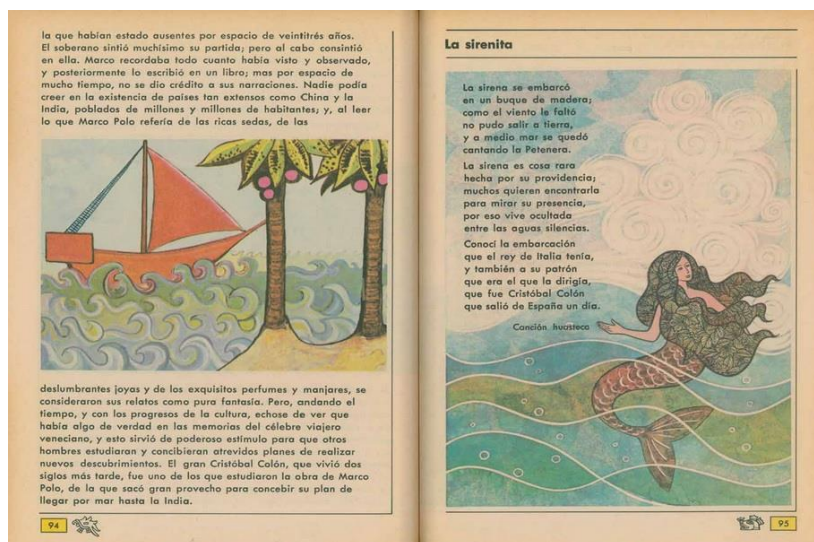 la que habían estado ausentes por espacio de veintitrés años.
El soberano sintió muchísimo su partida; pero al cabo consintió
en ella. Marco recordaba todo cuanto había visto y observado,
y posteriormente lo escribió en un libro; mas por espacio de
mucho tiempo, no se dio crédito a sus narraciones. Nadie podía
creer en la existencia de países tan extensos como China y la
India, poblados de millones y millones de habitantes; y, al leer
lo que Marco Polo refería de las ricas sedas, de las
deslumbrantes joyas y de los exquisitos perfumes y manjares, se
consideraron sus relatos como pura fantasía. Pero, andando el
tiempo, y con los progresos de la cultura, echose de ver que
había algo de verdad en las memorias del célebre viajero
veneciano, y esto sirvió de poderoso estímulo para que otros
hombres estudiaran y concibieran atrevidos planes de realizar
nuevos descubrimientos. El gran Cristóbal Colón, que vivió dos
siglos más tarde, fue uno de los que estudiaron la obra de Marco
Polo, de la que sacó gran provecho para concebir su plan de
llegar por mar hasta la India.
94
La sirenita
La sirena se embarcó
en un buque de madera;
como el viento le faltó
no pudo salir a tierra,
y a medio mar se quedó
cantando la Petenera.
La sirena es cosa rara
hecha por su providencia;
muchos quieren encontrarla
para mirar su presencia,
por eso vive ocultada
entre las aguas silencias.
Conocí la embarcación
que el rey de Italia tenía,
y también a su patrón
que era el que la dirigía,
que fue Cristóbal Colón
que salió de España un día.
Canción huasteca
95